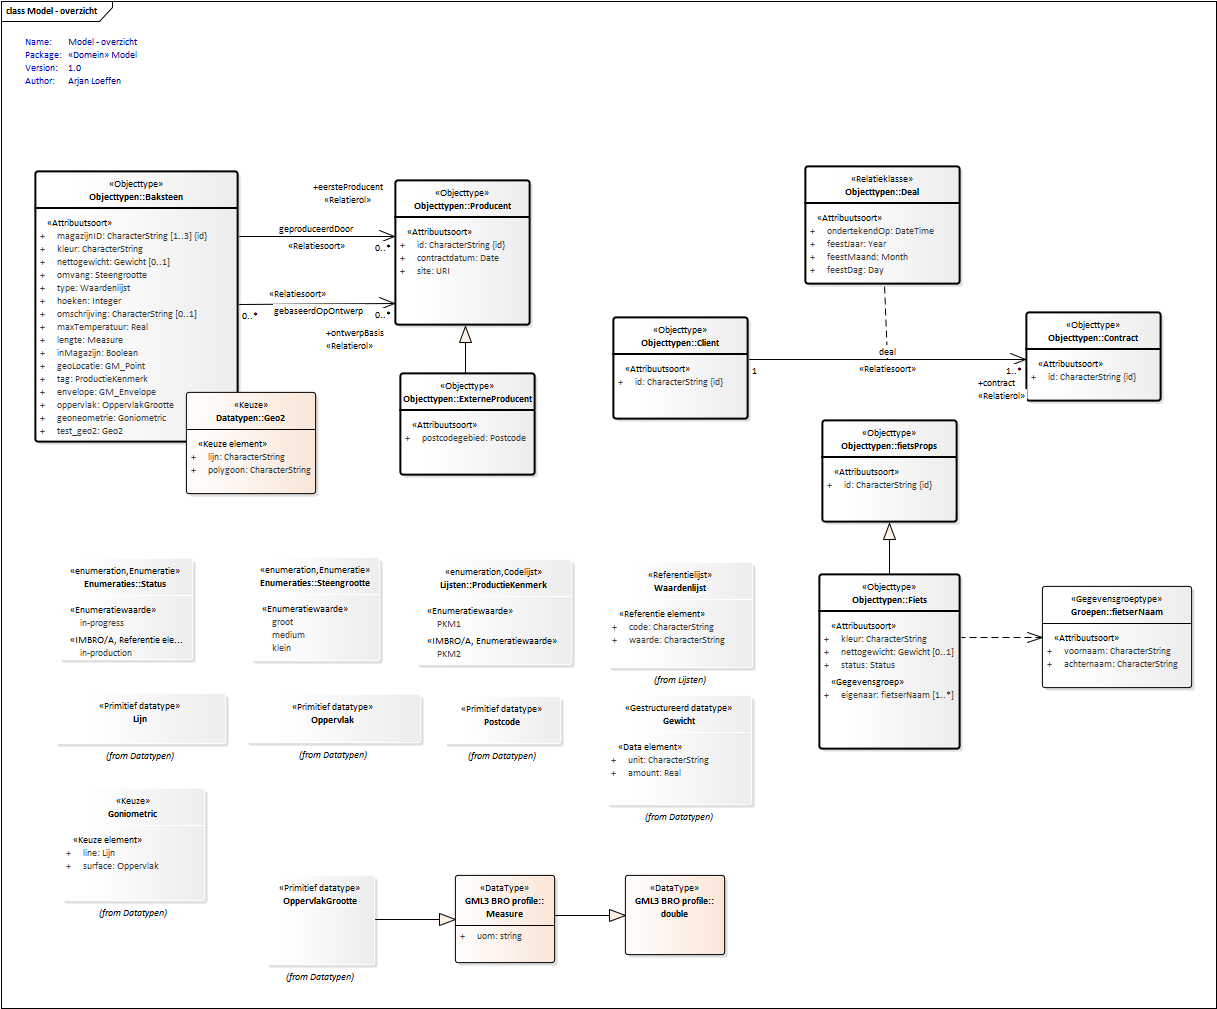 class Model - overzicht
Name: Model - overzicht
Package: «Domein» Model
Version: 1.0
Author: Arjan Loeffen
«Objecttype»
Objecttypen::Baksteen
«Attribuutsoort»
+ magazijnID: CharacterString [1..3] {id}
+ kleur: CharacterString
+ nettogewicht: Gewicht [0..1]
+ omvang: Steengrootte
+ type: Waardenlijst
+ hoeken: Integer
+ omschrijving: CharacterString [0..1]
+ maxTemperatuur: Real
+ lengte: Measure
+ inMagazijn: Boolean
+ geoLocatie: GM_Point
+ tag: ProductieKenmerk
+ envelope: GM_Envelope
+ oppervlak: OppervlakGrootte
+ geoneometrie: Goniometric
+ test_geo2: Geo2
«Keuze»
Datatypen::Geo2
«Keuze element»
+ lijn: CharacterString
+ polygoon: CharacterString
+eersteProducent
«Relatierol»
geproduceerdDoor
«Relatiesoort»
0..*
«Relatiesoort»
gebaseerdOpOntwerp
0..*
0..*
+ontwerpBasis
«Relatierol»
«Objecttype»
Objecttypen::Producent
«Attribuutsoort»
+ id: CharacterString {id}
+ contractdatum: Date
+ site: URI
«Objecttype»
Objecttypen::ExterneProducent
«Attribuutsoort»
+ postcodegebied: Postcode
«Relatieklasse»
Objecttypen::Deal
«Attribuutsoort»
+ ondertekendOp: DateTime
+ feestJaar: Year
+ feestMaand: Month
+ feestDag: Day
«Objecttype»
Objecttypen::Client
«Attribuutsoort»
+ id: CharacterString {id}
deal
1
«Relatiesoort»
1..*
+contract
«Relatierol»
«Objecttype»
Objecttypen::Contract
«Attribuutsoort»
+ id: CharacterString {id}
«Objecttype»
Objecttypen::fietsProps
«Attribuutsoort»
+ id: CharacterString {id}
«Objecttype»
Objecttypen::Fiets
«Attribuutsoort»
+ kleur: CharacterString
+ nettogewicht: Gewicht [0..1]
+ status: Status
«Gegevensgroep»
+ eigenaar: fietserNaam [1..*]
«Gegevensgroeptype»
Groepen::fietserNaam
«Attribuutsoort»
+ voornaam: CharacterString
+ achternaam: CharacterString
«enumeration,Enumeratie»
Enumeraties::Status
«Enumeratiewaarde»
in-progress
«IMBRO/A, Referentie ele...
in-production
«enumeration,Enumeratie»
Enumeraties::Steengrootte
«Enumeratiewaarde»
groot
medium
klein
«enumeration,Codelijst»
Lijsten::ProductieKenmerk
«Enumeratiewaarde»
PKM1
«IMBRO/A, Enumeratiewaarde»
PKM2
«Referentielijst»
Waardenlijst
«Referentie element»
+ code: CharacterString
+ waarde: CharacterString
(from Lijsten)
«Primitief datatype»
Lijn
(from Datatypen)
«Primitief datatype»
Oppervlak
(from Datatypen)
«Primitief datatype»
Postcode
(from Datatypen)
«Gestructureerd datatype»
Gewicht
«Data element»
+ unit: CharacterString
+ amount: Real
(from Datatypen)
«Keuze»
Goniometric
«Keuze element»
+ line: Lijn
+ surface: Oppervlak
(from Datatypen)
«Primitief datatype»
OppervlakGrootte
(from Datatypen)
«DataType»
GML3 BRO profile::
Measure
+ uom: string
«DataType»
GML3 BRO profile::
double